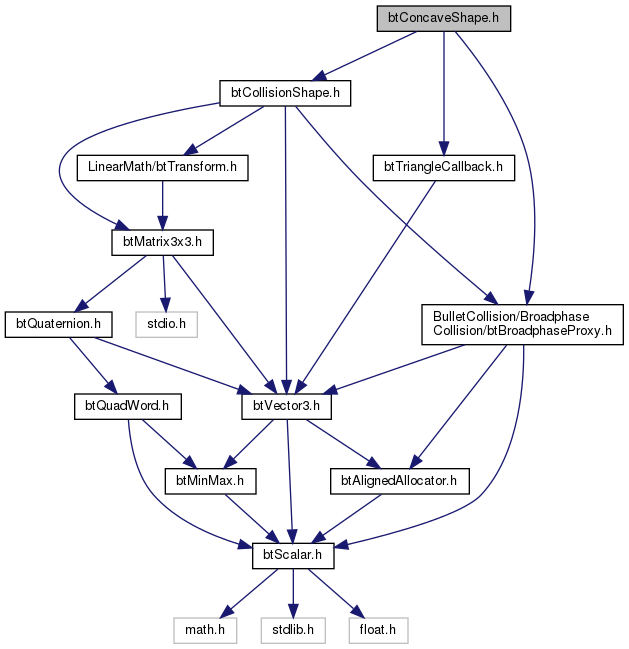 btConcaveShape.h
btCollisionShape.h
LinearMath/btTransform.h
btTriangleCallback.h
btMatrix3x3.h
BulletCollision/Broadphase
Collision/btBroadphaseProxy.h
btQuaternion.h
stdio.h
btQuadWord.h
btVector3.h
btMinMax.h
btAlignedAllocator.h
btScalar.h
math.h
stdlib.h
float.h